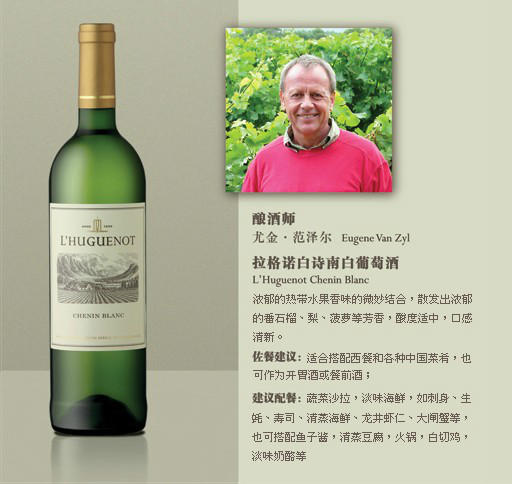 L'HUGUENOT
CHENIN BLANC
酿酒师
尤金·范泽尔 Eugene Van Zyl
拉格诺白诗南白葡萄酒
L'Huguenot Chenin Blanc
浓郁的热带水果香味的微妙结合，散发出浓郁
的番石榴、梨、菠萝等芳香，酸度适中，口感
清新。
佐餐建议：适合搭配西餐和各种中国菜肴，也
可作为开胃酒或餐前酒；
建议配餐：蔬菜沙拉，淡味海鲜，如刺身、生
蚝、寿司、清蒸海鲜、龙井虾仁、大闸蟹等，
也可搭配鱼子酱，清蒸豆腐，火锅，白切鸡，
淡味奶酪等